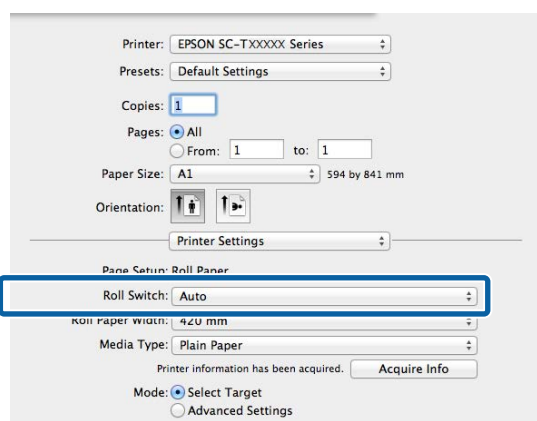 Printer: EPSON SC-TXXXXX Series
Presets: Default Settings
Copies: 1
Pages: All
From: 1 to: 1
Paper Size: A1 594 by 841 mm
Orientation:
Printer Settings
Page Setup: Roll Paper
Roll Switch: Auto
Roll Paper Width: 420 mm
Media Type: Plain Paper
Printer information has been acquired. Acquire Info
Mode: Select Target
Advanced Settings